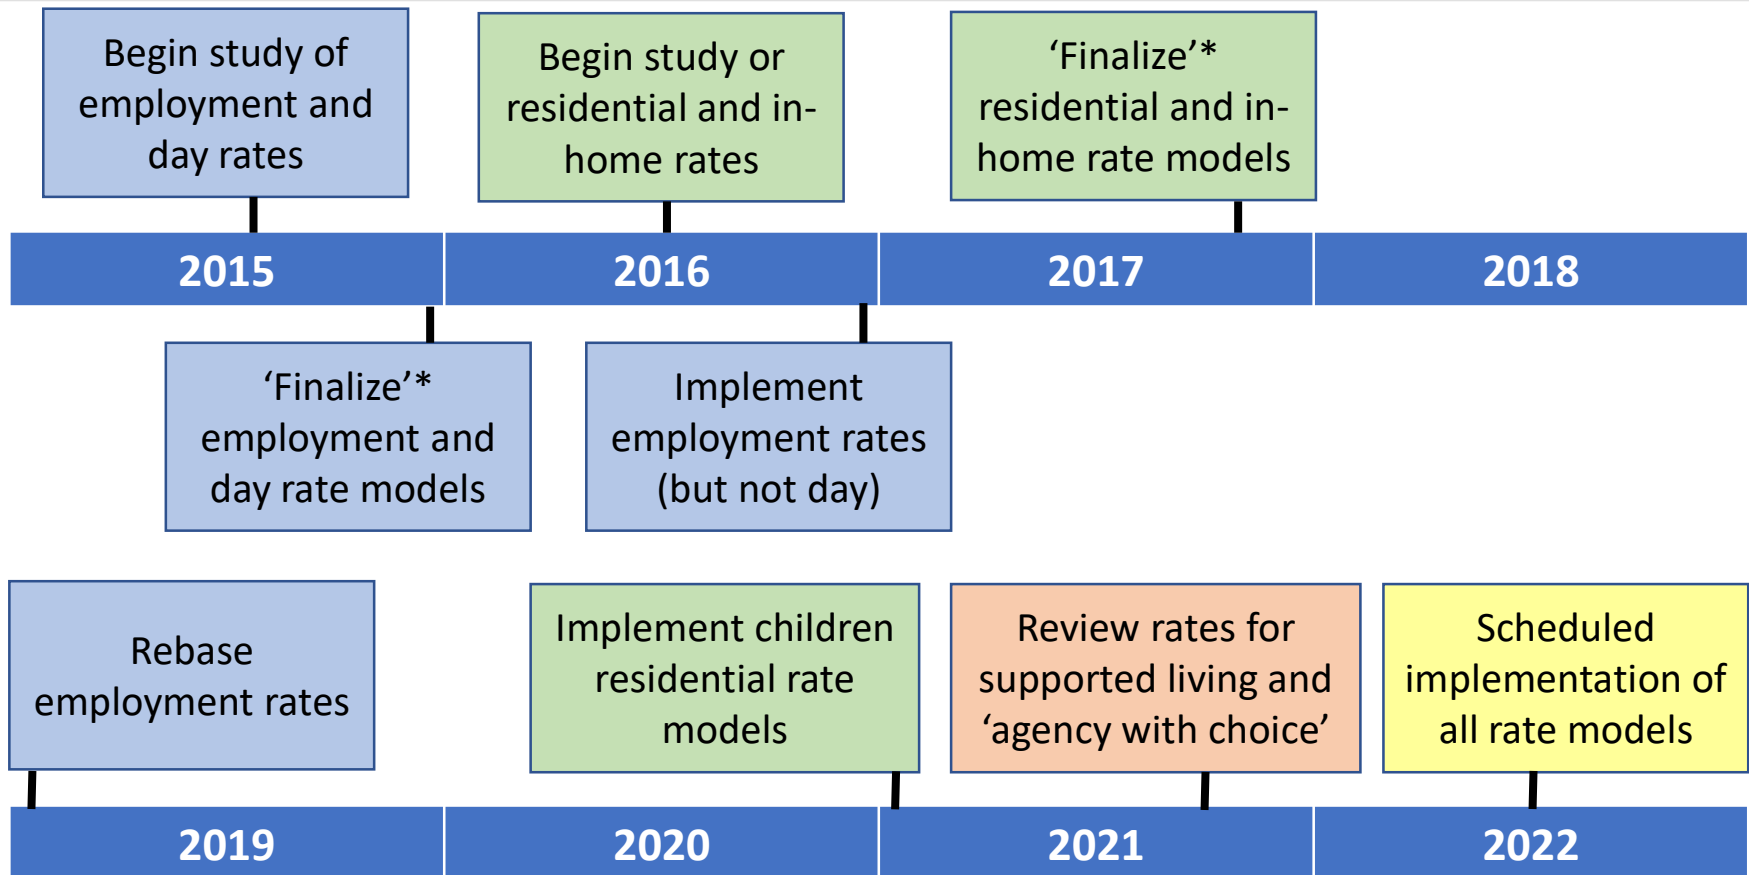 Begin study of
employment and
day rates
Begin study or
residential and in-
home rates
‘Finalize’*
residential and in-
home rate models
2015
2016
2017
2018
‘Finalize’*
employment and
day rate models
Implement
employment rates
(but not day)
Rebase
employment rates
Implement children
residential rate
models
Review rates for
supported living and
‘agency with choice’
Scheduled
implementation of
all rate models
2019
2020
2021
2022